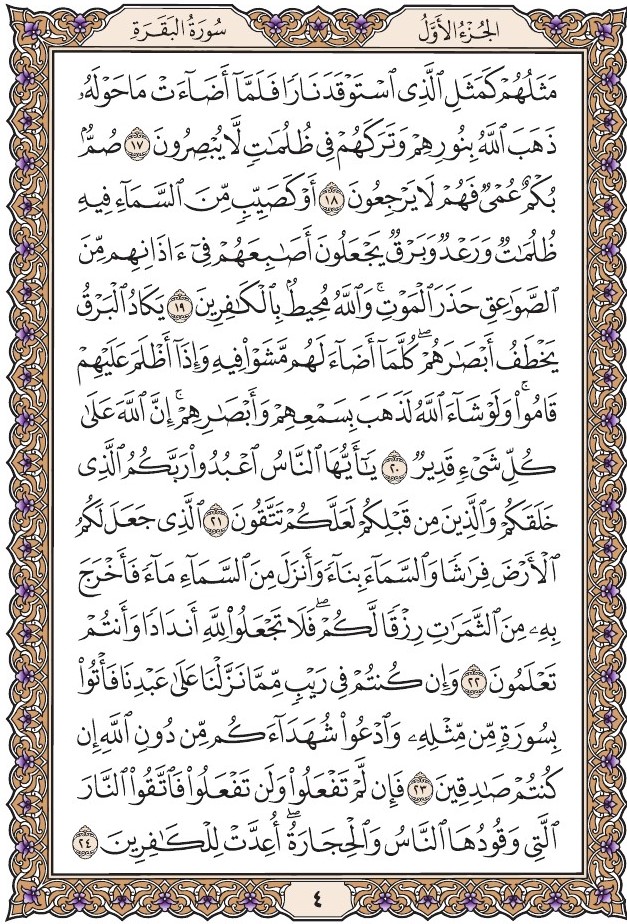 الجُزْءُ الأَوَّلُ
سُورَةُ البَقَرَةِ
مَثَلُهُمْ كَمَثَلِ ٱلَّذِى ٱسْتَوْقَدَ نَارًا فَلَمَّآ أَضَآءَتْ مَا حَوْلَهُۥ
ذَهَبَ ٱللَّهُ بِنُورِهِمْ وَتَرَكَهُمْ فِى ظُلُمَٰتٍ لَّا يُبْصِرُونَ ١٧ صُمٌّۢ
بُكْمٌ عُمْىٌ فَهُمْ لَا يَرْجِعُونَ ١٨ أَوْ كَصَيِّبٍ مِّنَ ٱلسَّمَآءِ فِيهِ
ظُلُمَٰتٌ وَرَعْدٌ وَبَرْقٌ يَجْعَلُونَ أَصَٰبِعَهُمْ فِىٓ ءَاذَانِهِم مِّنَ
ٱلصَّوَٰعِقِ حَذَرَ ٱلْمَوْتِ ۚ وَٱللَّهُ مُحِيطٌۢ بِٱلْكَٰفِرِينَ ١٩ يَكَادُ ٱلْبَرْقُ
يَخْطَفُ أَبْصَٰرَهُمْ ۖ كُلَّمَآ أَضَآءَ لَهُم مَّشَوْا۟ فِيهِ وَإِذَآ أَظْلَمَ عَلَيْهِمْ
قَامُوا۟ ۚ وَلَوْ شَآءَ ٱللَّهُ لَذَهَبَ بِسَمْعِهِمْ وَأَبْصَٰرِهِمْ ۚ إِنَّ ٱللَّهَ عَلَىٰ
كُلِّ شَىْءٍ قَدِيرٌ ٢٠ يَٰٓأَيُّهَا ٱلنَّاسُ ٱعْبُدُوا۟ رَبَّكُمُ ٱلَّذِى
خَلَقَكُمْ وَٱلَّذِينَ مِن قَبْلِكُمْ لَعَلَّكُمْ تَتَّقُونَ ٢١ ٱلَّذِى جَعَلَ لَكُمُ
ٱلْأَرْضَ فِرَٰشًا وَٱلسَّمَآءَ بِنَآءً وَأَنزَلَ مِنَ ٱلسَّمَآءِ مَآءً فَأَخْرَجَ
بِهِۦ مِنَ ٱلثَّمَرَٰتِ رِزْقًا لَّكُمْ ۖ فَلَا تَجْعَلُوا۟ لِلَّهِ أَندَادًا وَأَنتُمْ
تَعْلَمُونَ ٢٢ وَإِن كُنتُمْ فِى رَيْبٍ مِّمَّا نَزَّلْنَا عَلَىٰ عَبْدِنَا فَأْتُوا۟
بِسُورَةٍ مِّن مِّثْلِهِۦ وَٱدْعُوا۟ شُهَدَآءَكُم مِّن دُونِ ٱللَّهِ إِن
كُنتُمْ صَٰدِقِينَ ٢٣ فَإِن لَّمْ تَفْعَلُوا۟ وَلَن تَفْعَلُوا۟ فَٱتَّقُوا۟ ٱلنَّارَ
ٱلَّتِى وَقُودُهَا ٱلنَّاسُ وَٱلْحِجَارَةُ ۖ أُعِدَّتْ لِلْكَٰفِرِينَ ٢٤
٤